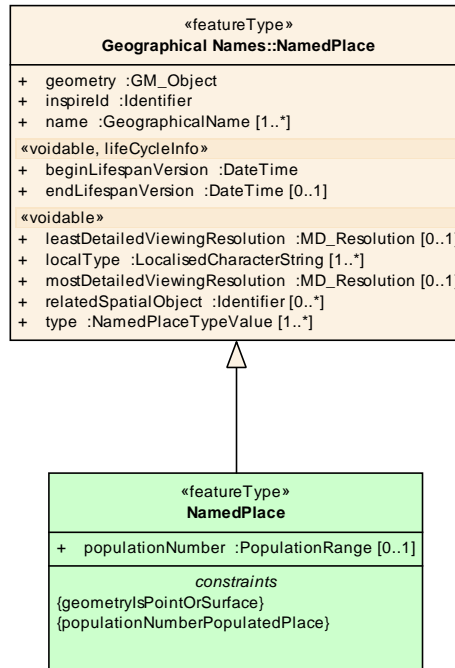 «featureType»
Geographical Names::NamedPlace
+ geometry :GM_Object
+ inspireId :Identifier
+ name :GeographicalName [1..*]
«voidable, lifeCycleInfo»
+ beginLifespanVersion :DateTime
+ endLifespanVersion :DateTime [0..1]
«voidable»
+ leastDetailedViewingResolution :MD_Resolution [0..1]
+ localType :LocalisedCharacterString [1..*]
+ mostDetailedViewingResolution :MD_Resolution [0..1]
+ relatedSpatialObject :Identifier [0..*]
+ type :NamedPlaceTypeValue [1..*]
«featureType»
NamedPlace
+ populationNumber :PopulationRange [0..1]
constraints
{geometryIsPointOrSurface}
{populationNumberPopulatedPlace}